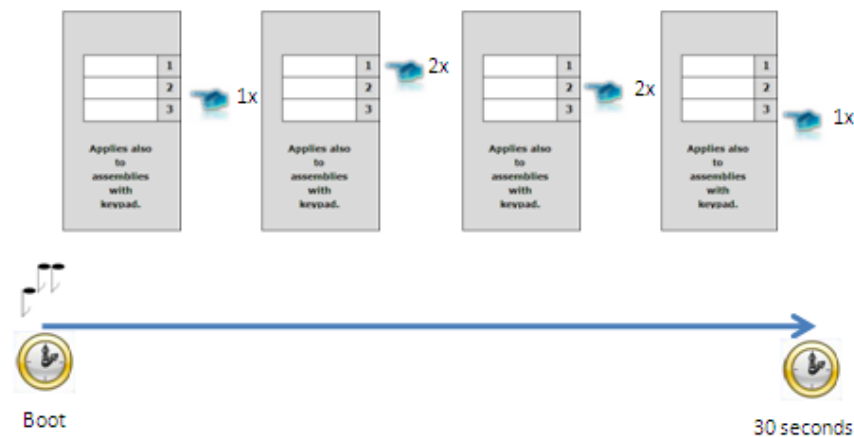 1
2
3
Applies also
to
assemblies
with
keypad.
1x
1
2
3
Applies also
to
assemblies
with
keypad.
2x
1
2
3
Applies also
to
assemblies
with
keypad.
2x
1
2
3
Applies also
to
assemblies
with
keypad.
1x
Boot
30 seconds